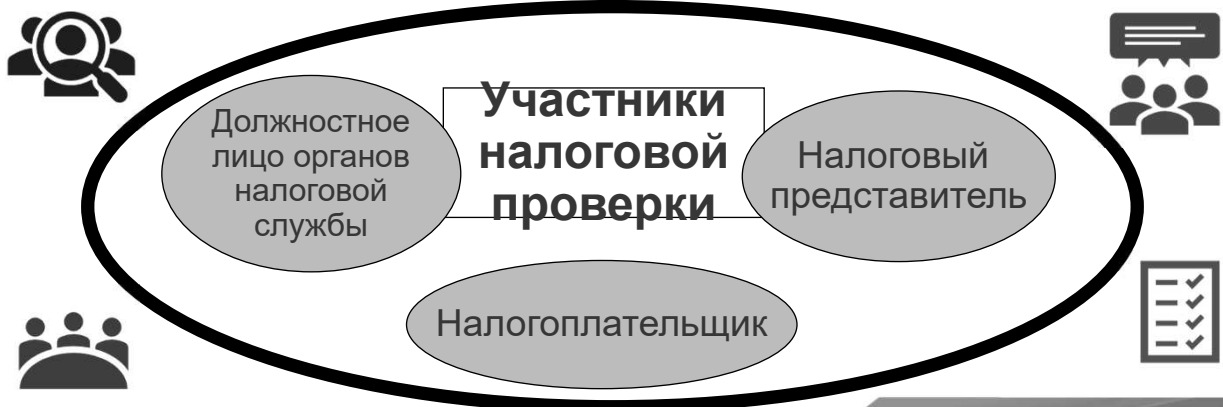 Участники
налоговой
проверки
Должностное
лицо органов
налоговой
службы
Налоговый
представитель
Налогоплательщик